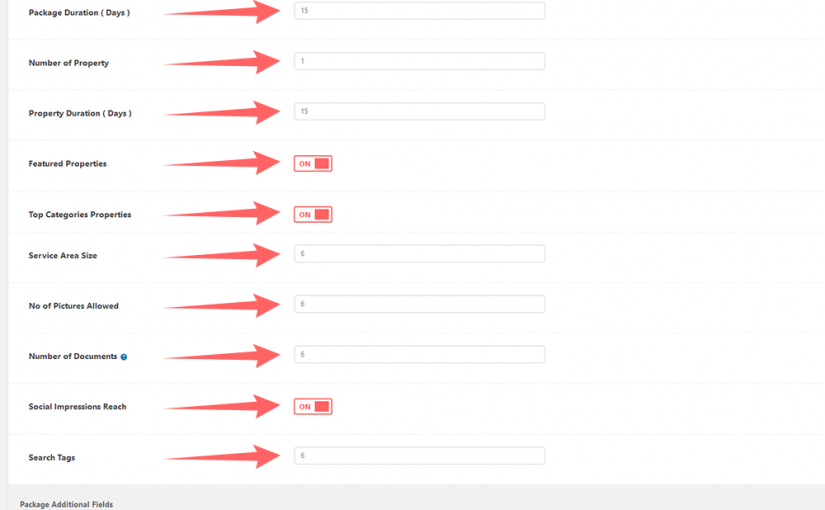 Package Duration ( Days ) 15
Number of Property 1
Property Duration ( Days ) 15
Featured Properties ON
Top Categories Properties ON
Service Area Size 6
No of Pictures Allowed 6
Number of Documents ? 6
Social Impressions Reach ON
Search Tags 6
Package Additional Fields